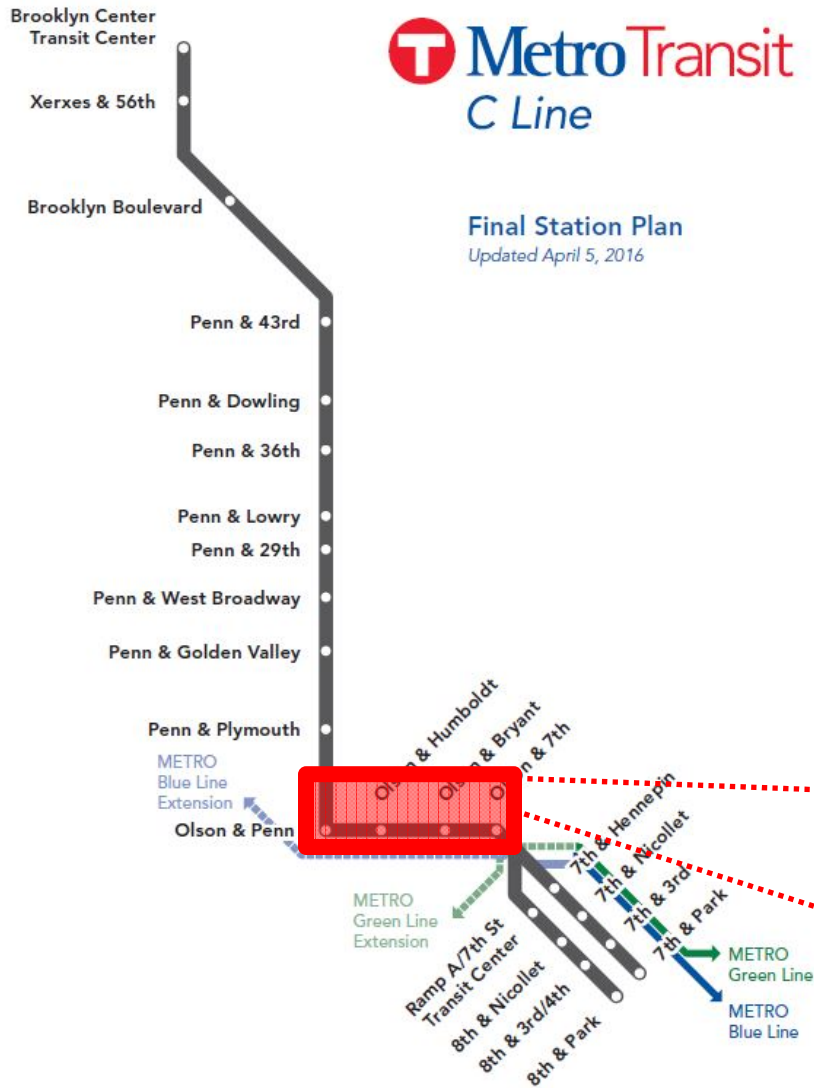 Brooklyn Center
Transit Center
MetroTransit
C Line
Xerxes & 56th
Brooklyn Boulevard
Final Station Plan
Updated April 5, 2016
Penn & 43rd
Penn & Dowling
Penn & 36th
Penn & Lowry
Penn & 29th
Penn & West Broadway
Penn & Golden Valley
Penn & Plymouth
Olson & Humboldt
Olson & Bryant
Olson & 7th
METRO
Blue Line
Extension
Olson & Penn
7th & Hennepin
7th & Nicollet
7th & 3rd
7th & Park
METRO
Green Line
Extension
Ramp A/7th St
Transit Center
8th & Nicollet
8th & 3rd/4th
8th & Park
METRO
Green Line
METRO
Blue Line